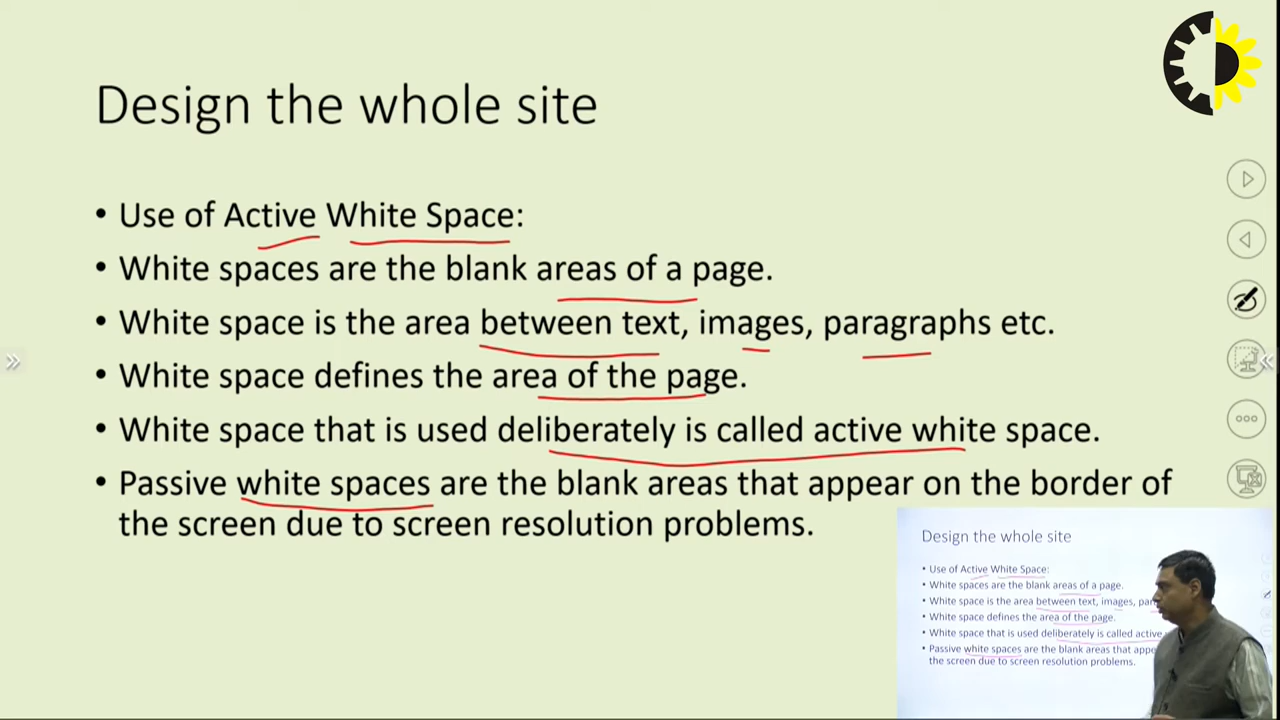 Design the whole site
• Use of Active White Space:
• White spaces are the blank areas of a page.
• White space is the area between text, images, paragraphs etc.
• White space defines the area of the page.
• White space that is used deliberately is called active white space.
• Passive white spaces are the blank areas that appear on the border of
the screen due to screen resolution problems.
Design the whole site
• Use of Active White Space:
• White spaces are the blank areas of a page.
• White space is the area between text, images,
• White space defines the area of the page.
• White space that is used deliberately is called active
• Passive white spaces are the blank areas that
the screen due to screen resolution problems.